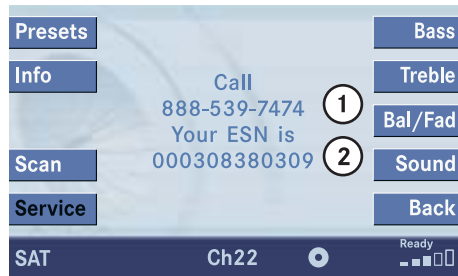 Presets
Info
Scan
Service
Call
888-539-7474
Your ESN is
000308380309
1
2
Bass
Treble
Bal/Fad
Sound
Back
SAT Ch22 Ready